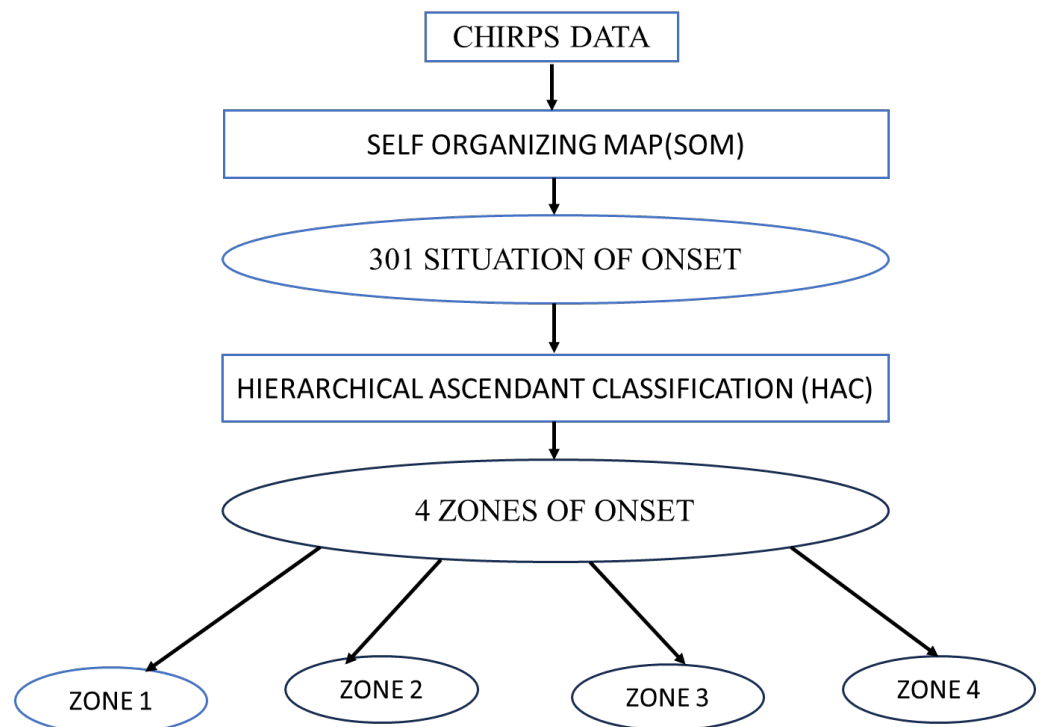 CHIRPS DATA
SELF ORGANIZING MAP(SOM)
301 SITUATION OF ONSET
HIERARCHICAL ASCENDANT CLASSIFICATION (HAC)
4 ZONES OF ONSET
ZONE 1
ZONE 2
ZONE 3
ZONE 4